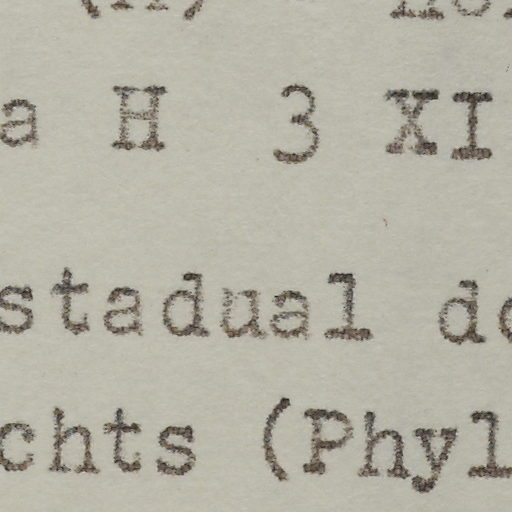 a H 3 XI
stadual d
chts (Phyl